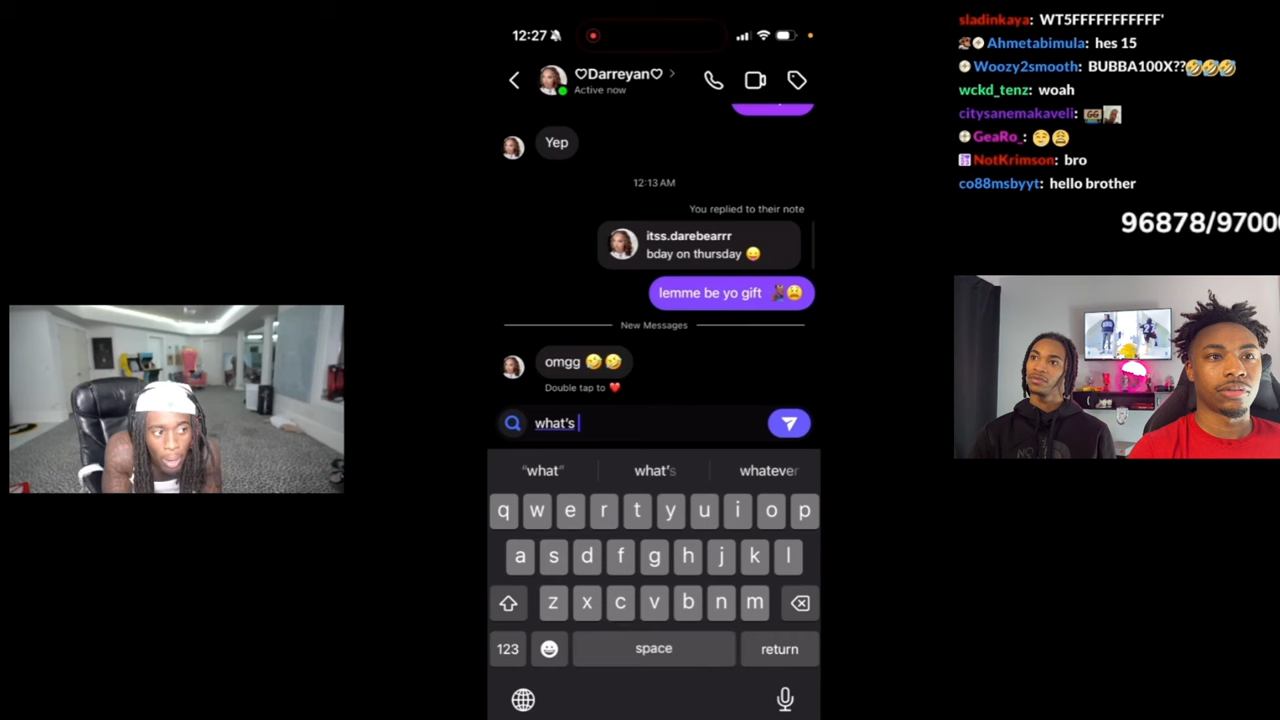 12:27
♡Darreyan♡
Active now
Yep
12:13 AM
You replied to their note
itss.darebearrr
bday on thursday 😛
lemme be yo gift
New Messages
omgg 🤣🤣
Double tap to ❤️
what's
"what" what's whatever
q w e r t y u i o p
a s d f g h j k l
z x c v b n m
123 space return
sladinkaya: WT5FFFFFFFFFFF'
Ahmetabimula: hes 15
Woozy2smooth: BUBBA100X??🤣🤣🤣
wckd_tenz: woah
citysanemakaveli: GG
GeaRo_: 😌😩
NotKrimson: bro
co88msbyyt: hello brother
96878/9700